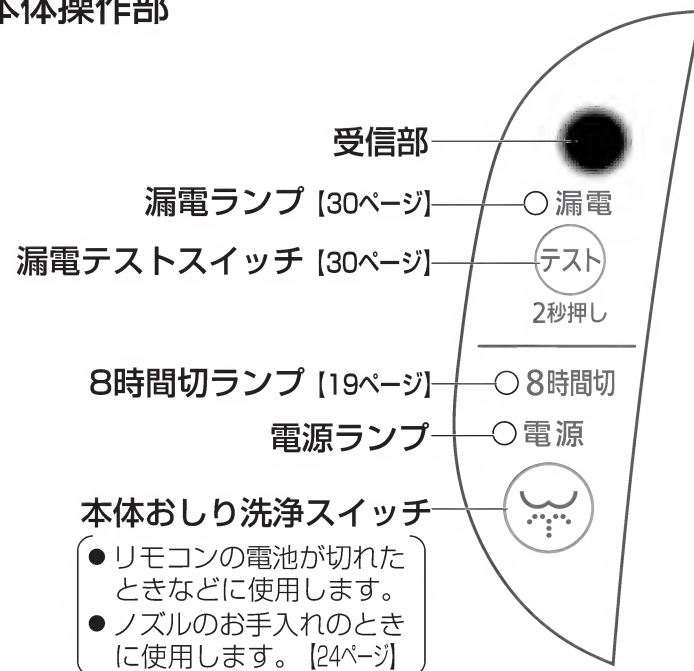 本体操作部
受信部
漏電ランプ【30ページ】
漏電
漏電テストスイッチ【30ページ】
テスト
2秒押し
8時間切ランプ【19ページ】
8時間切
電源ランプ
電源
本体おしり洗浄スイッチ
●リモコンの電池が切れた
ときなどに使用します。
●ノズルのお手入れのとき
に使用します。【24ページ】